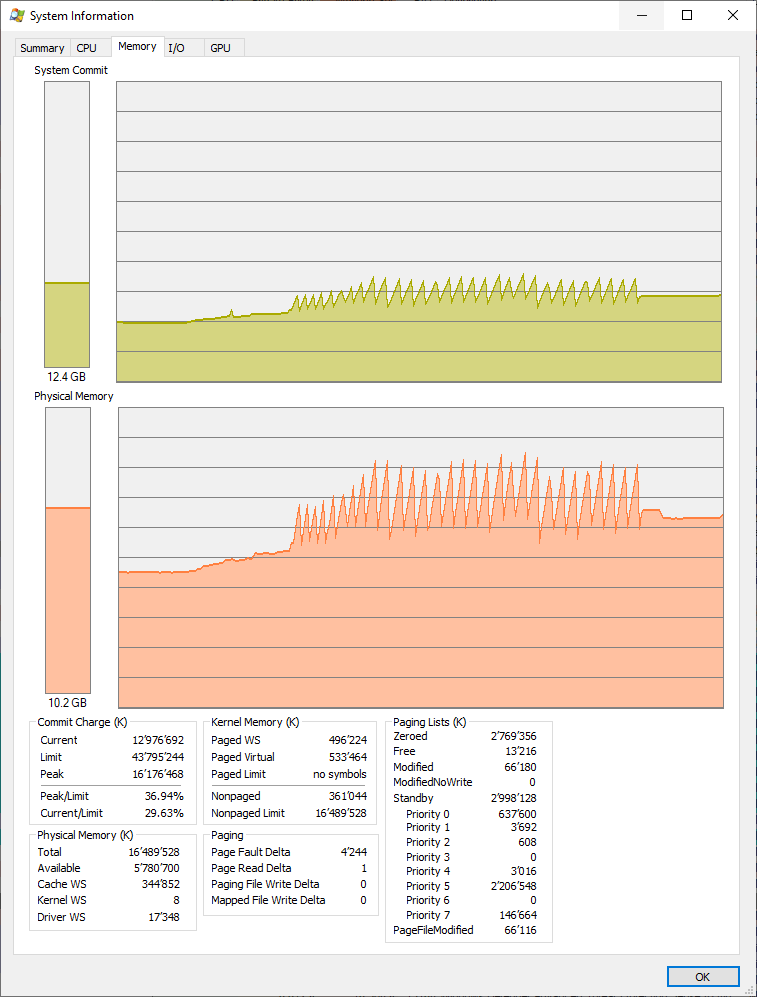 System Information
Summary CPU Memory I/O GPU
System Commit
12.4 GB
Physical Memory
10.2 GB
Commit Charge (K)
Current 12'976'692
Limit 43'795'244
Peak 16'176'468
Peak/Limit 36.94%
Current/Limit 29.63%
Physical Memory (K)
Total 16'489'528
Available 5'780'700
Cache WS 344'852
Kernel WS 8
Driver WS 17'348
Kernel Memory (K)
Paged WS 496'224
Paged Virtual 533'464
Paged Limit no symbols
Nonpaged 361'044
Nonpaged Limit 16'489'528
Paging
Page Fault Delta 4'244
Page Read Delta 1
Paging File Write Delta 0
Mapped File Write Delta 0
Paging Lists (K)
Zeroed 2'769'356
Free 13'216
Modified 66'180
ModifiedNoWrite 0
Standby 2'998'128
Priority 0 637'600
Priority 1 3'692
Priority 2 608
Priority 3 0
Priority 4 3'016
Priority 5 2'206'548
Priority 6 0
Priority 7 146'664
PageFileModified 66'116
OK